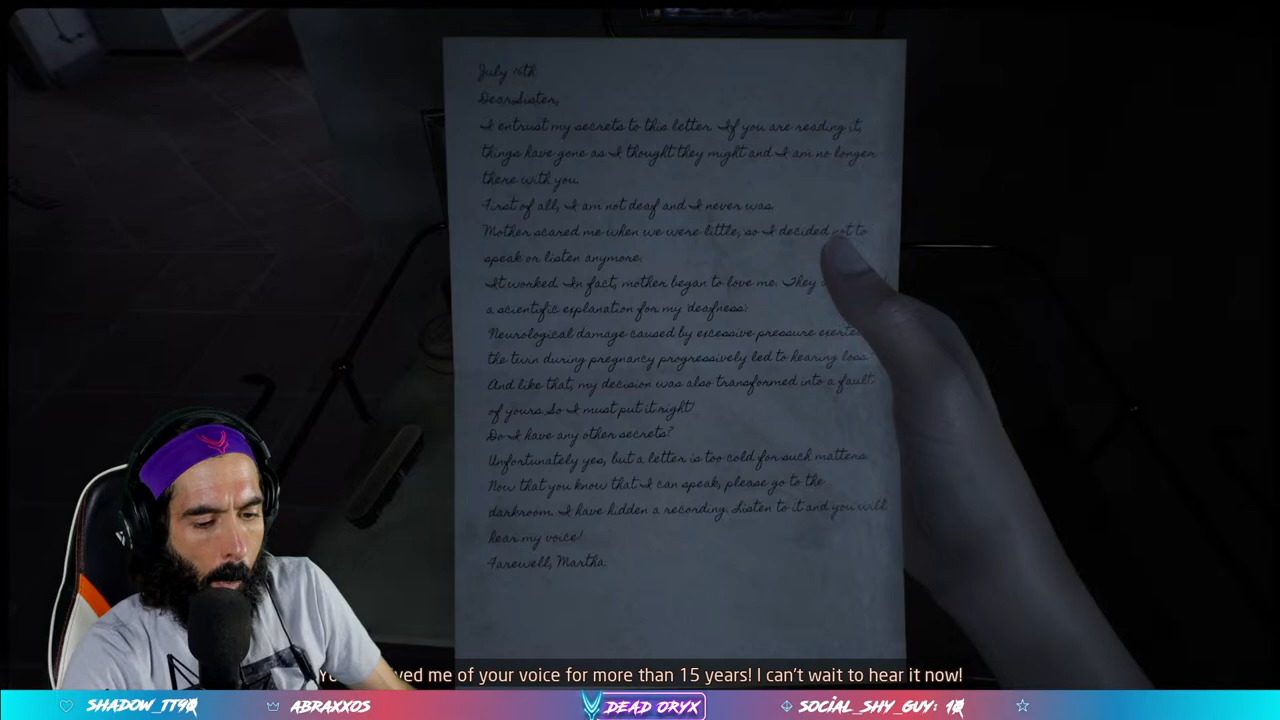 July 16th
Dear Sister,
I entrust my secrets to this letter. If you are reading it,
things have gone as I thought they might and I am no longer
there with you.
First of all, I am not deaf and I never was.
Mother scared me when we were little, so I decided not to
speak or listen anymore.
It worked. In fact, mother began to love me. They
a scientific explanation for my 'deafness':
'Neurological damage caused by excessive pressure
the twin during pregnancy progressively led to hearing loss'
And like that, my decision was also transformed into a fault
of yours. So I must put it right!
Do I have any other secrets?
Unfortunately yes, but a letter is too cold for such matters.
Now that you know that I can speak, please go to the
darkroom. I have hidden a recording. Listen to it and you will
hear my voice!
Farewell, Martha.
me of your voice for more than 15 years! I can't wait to hear it now!
SHADOW_TT90
ABRAXXOS
DEAD ORYX
SOCIAL_SHY_GUY: 10